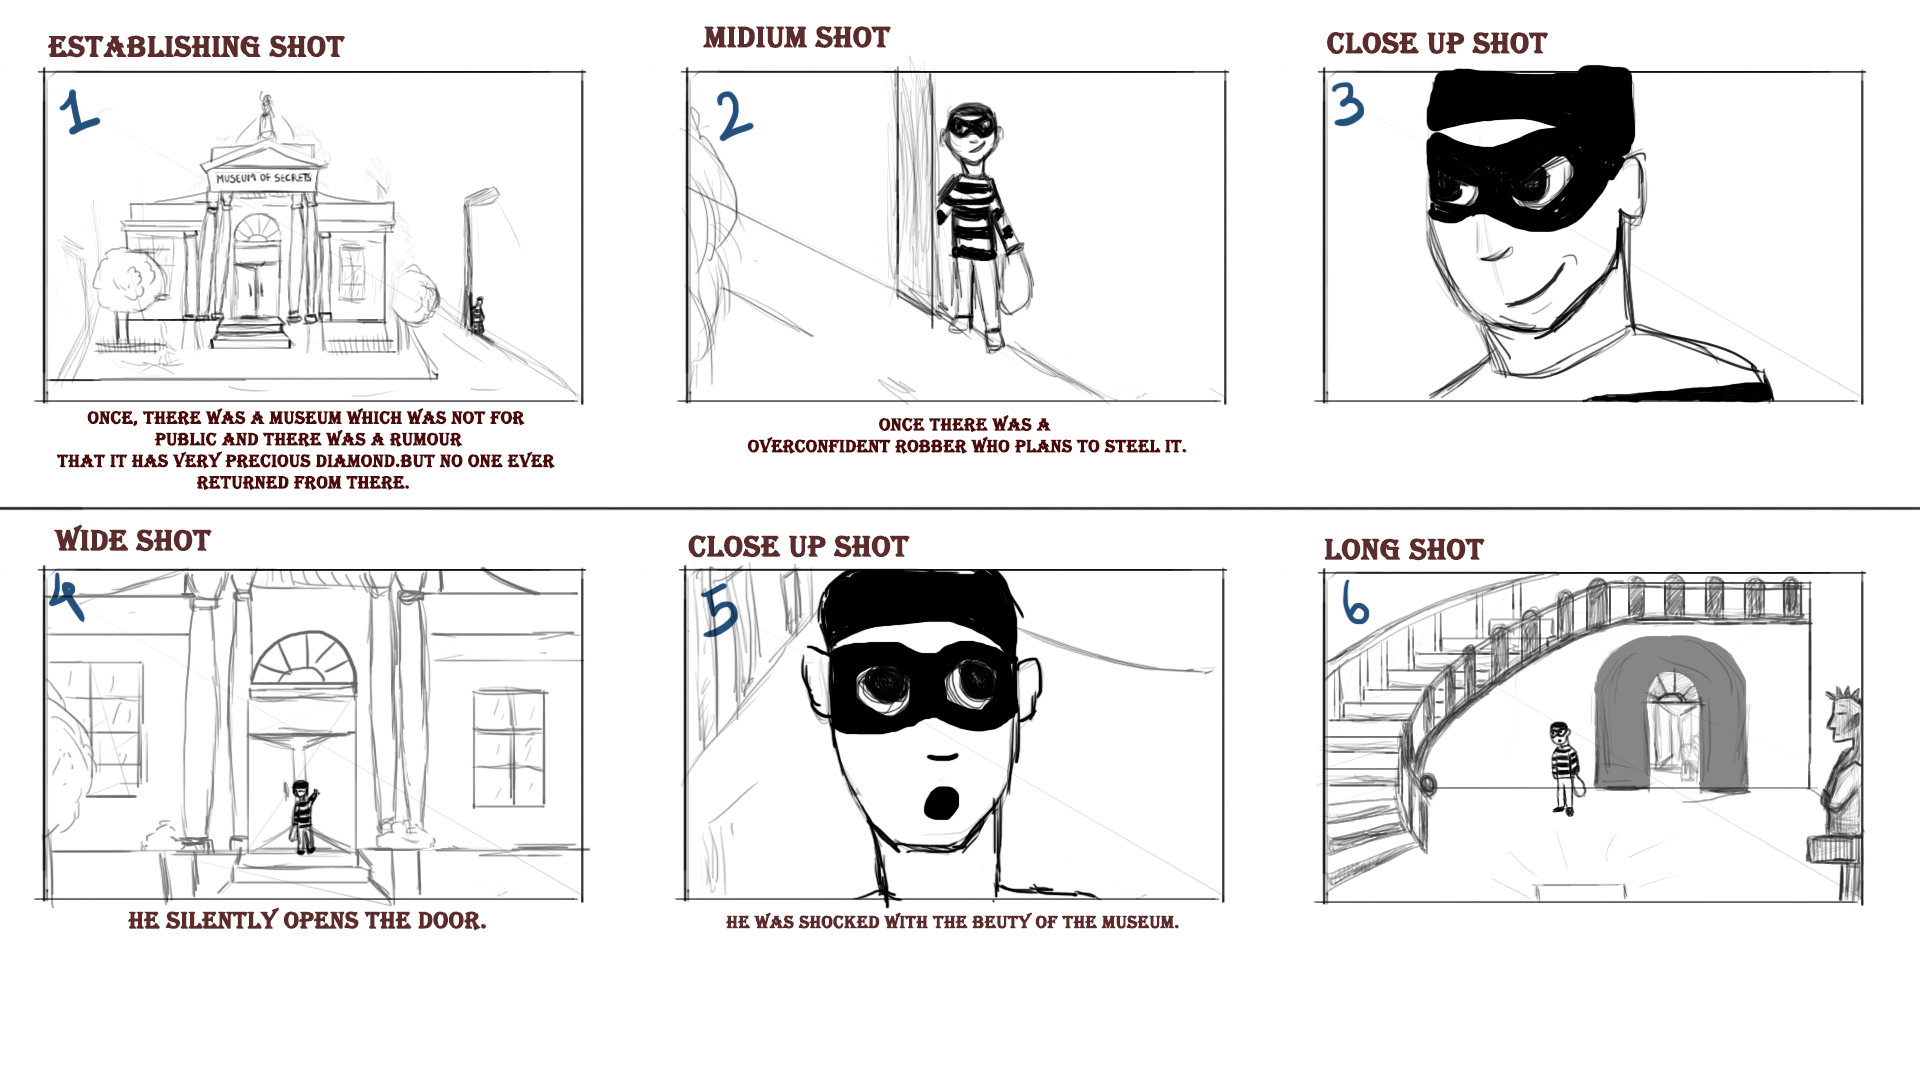 ESTABLISHING SHOT
1
MUSEUM OF SECRETS
ONCE, THERE WAS A MUSEUM WHICH WAS NOT FOR
PUBLIC AND THERE WAS A RUMOUR
THAT IT HAS VERY PRECIOUS DIAMOND.BUT NO ONE EVER
RETURNED FROM THERE.
MIDIUM SHOT
2
ONCE THERE WAS A
OVERCONFIDENT ROBBER WHO PLANS TO STEEL IT.
CLOSE UP SHOT
3
WIDE SHOT
4
HE SILENTLY OPENS THE DOOR.
CLOSE UP SHOT
5
HE WAS SHOCKED WITH THE BEUTY OF THE MUSEUM.
LONG SHOT
6